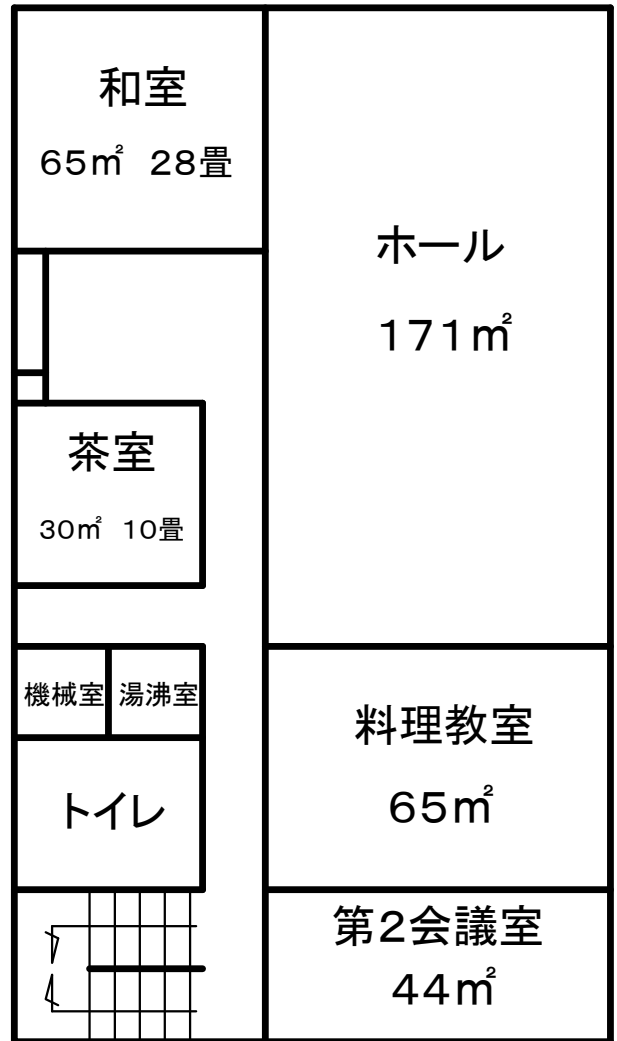 和室
65㎡ 28畳
ホール
171㎡
茶室
30㎡ 10畳
機械室
湯沸室
トイレ
料理教室
65㎡
第2会議室
44㎡